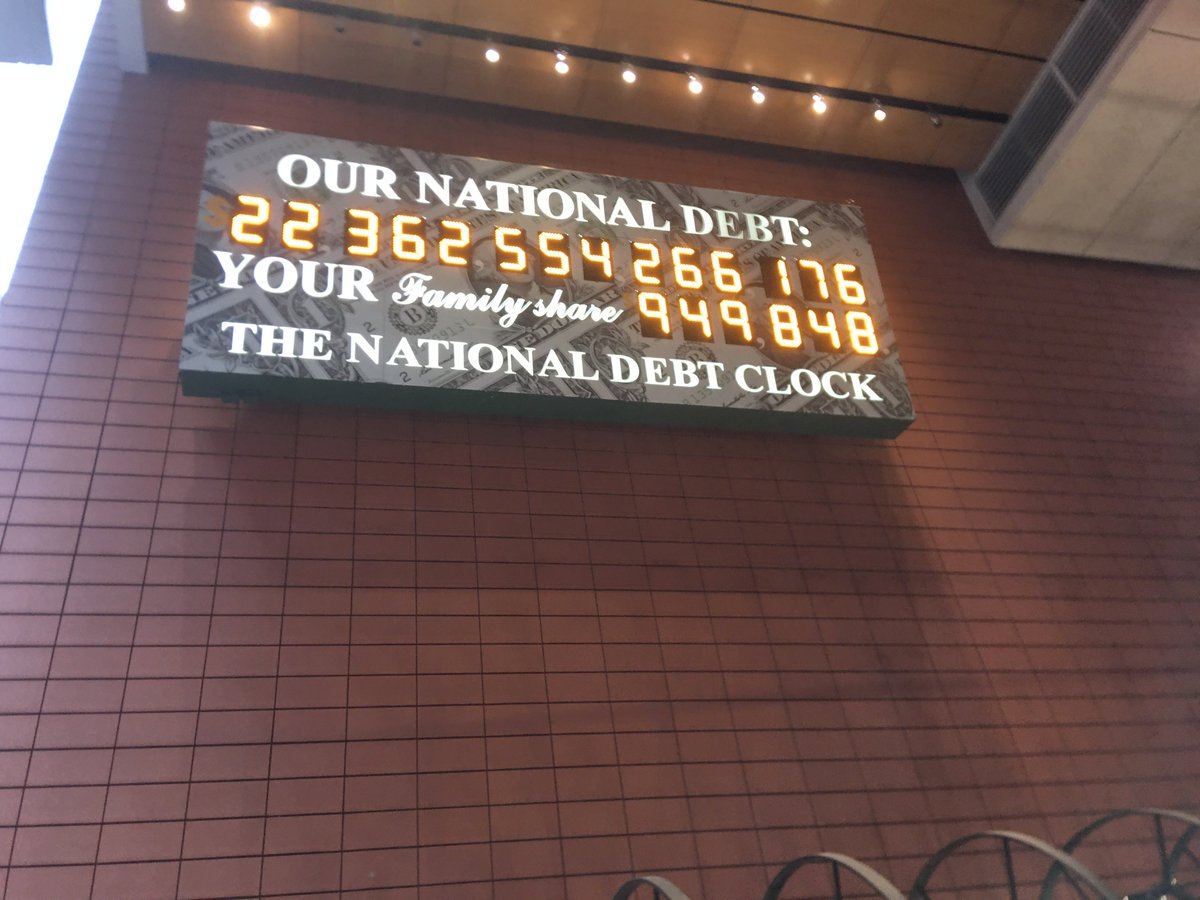 OUR NATIONAL DEBT:
$22 362 554 266 176
YOUR Family share 949,848
THE NATIONAL DEBT CLOCK